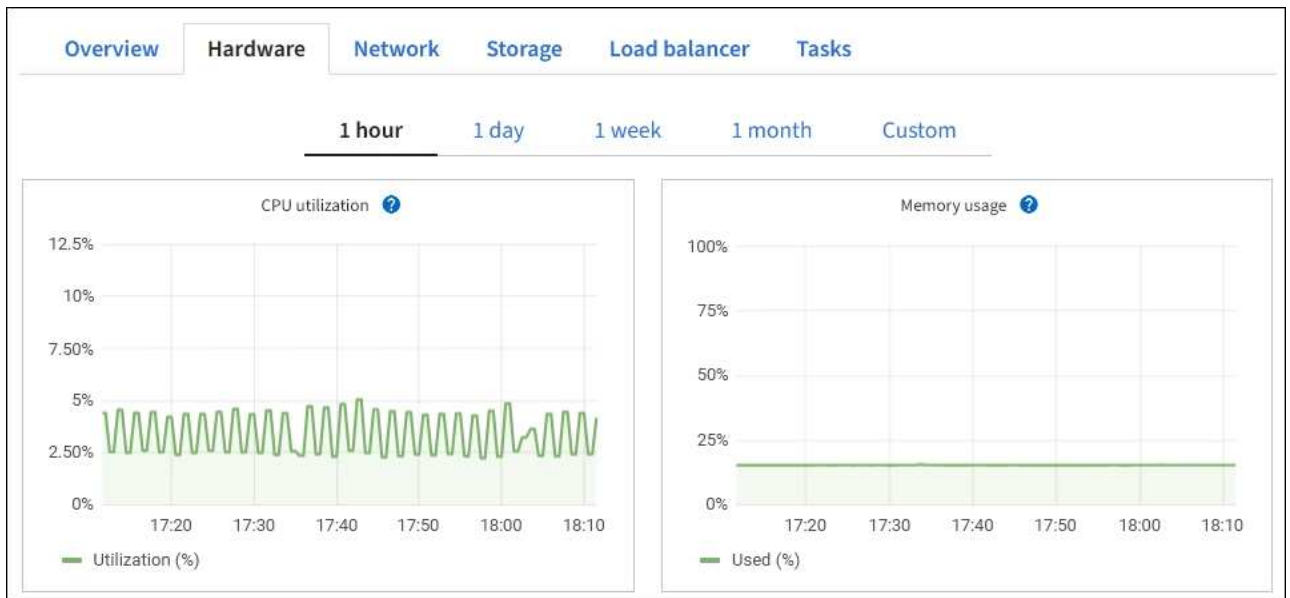 Overview Hardware Network Storage Load balancer Tasks
1 hour 1 day 1 week 1 month Custom
CPU utilization ?
12.5%
10%
7.50%
5%
2.50%
0%
17:20 17:30 17:40 17:50 18:00 18:10
Utilization (%)
Memory usage ?
100%
75%
50%
25%
0%
17:20 17:30 17:40 17:50 18:00 18:10
Used (%)